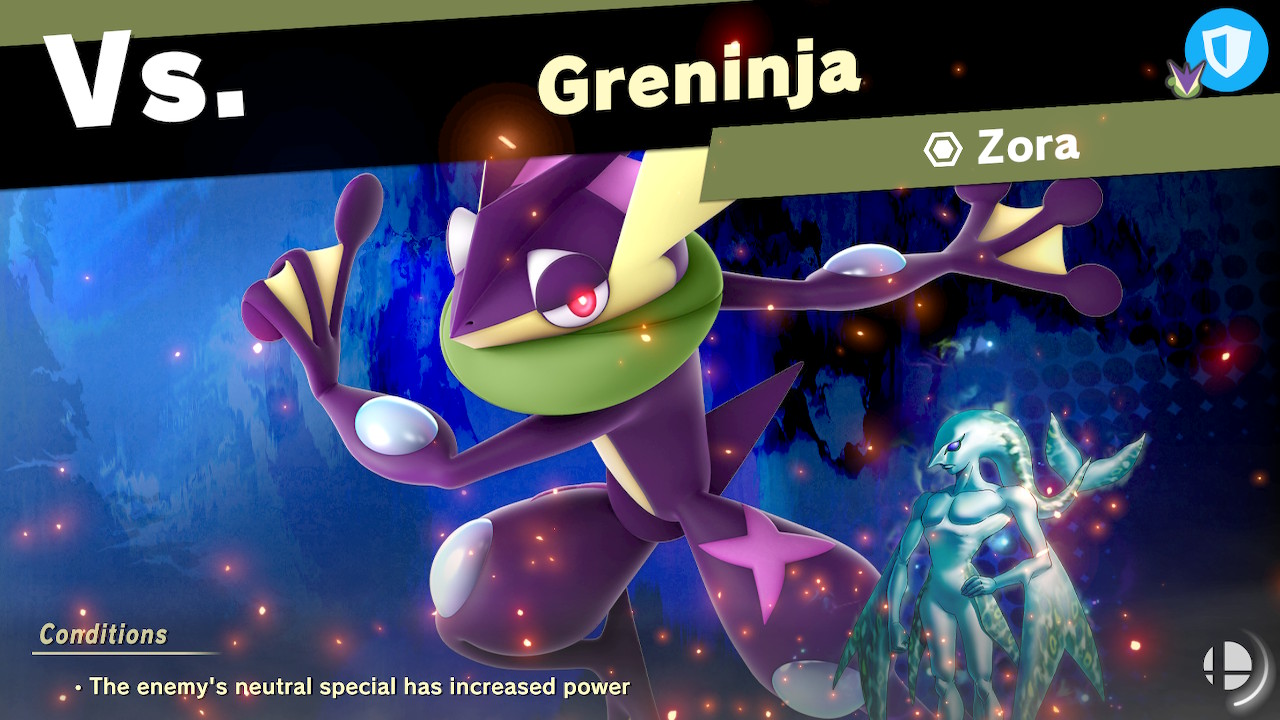 Vs.
Greninja
Zora
Conditions
· The enemy's neutral special has increased power